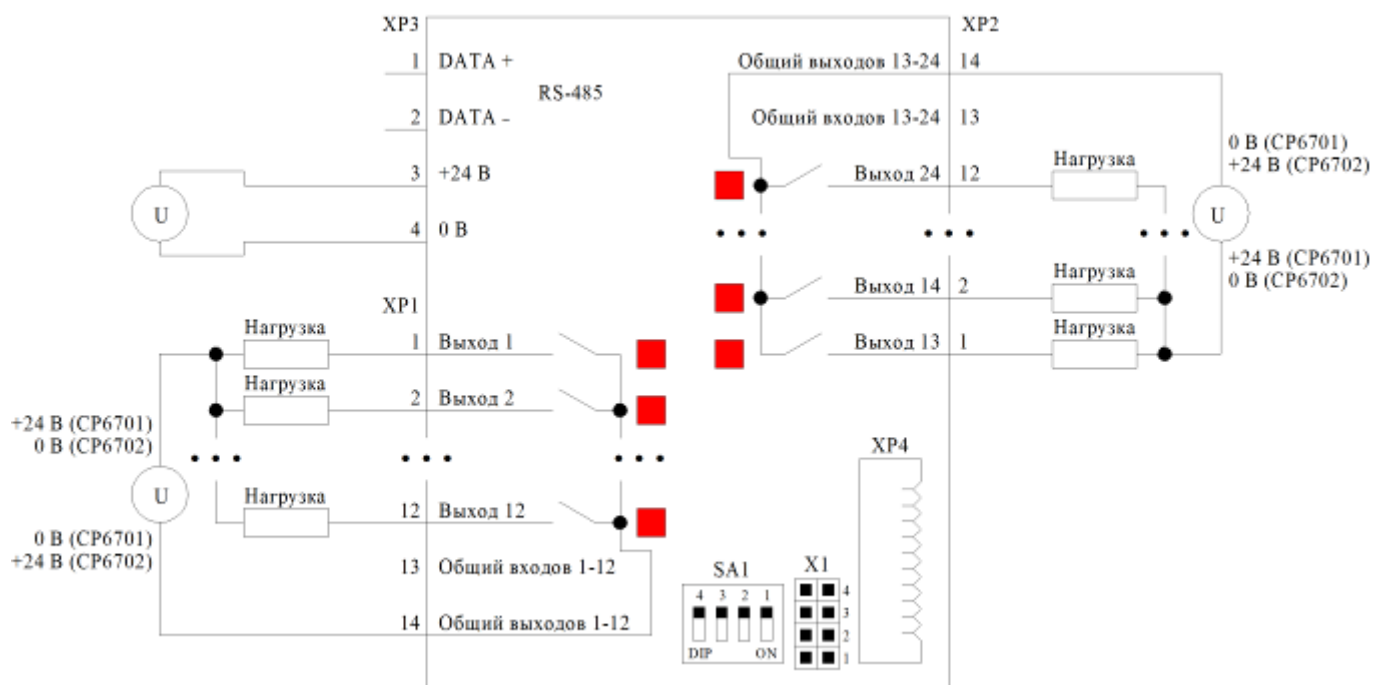 XP3
XP2
1 DATA +
RS-485
2 DATA -
3 +24 В
4 0 В
U
Общий выходов 13-24 14
Общий входов 13-24 13
0 В (CP6701)
+24 В (CP6702)
Выход 24 12 Нагрузка
U
+24 В (CP6701)
0 В (CP6702)
Выход 14 2 Нагрузка
Выход 13 1 Нагрузка
XP1
Нагрузка 1 Выход 1
Нагрузка 2 Выход 2
+24 В (CP6701)
0 В (CP6702)
U
Нагрузка 12 Выход 12
0 В (CP6701)
+24 В (CP6702)
13 Общий входов 1-12
14 Общий выходов 1-12
SA1
4 3 2 1
DIP ON
X1
4
3
2
1
XP4